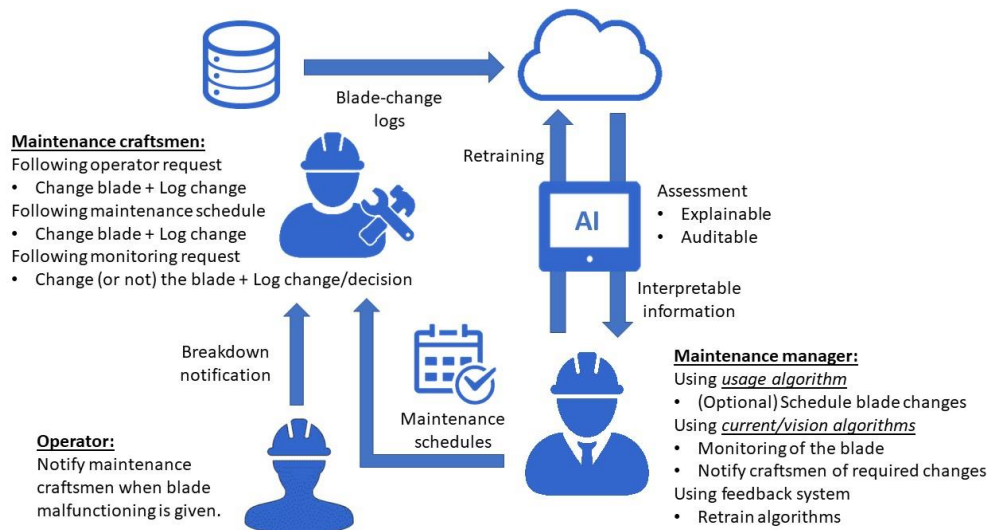 Blade-change
logs
Maintenance craftsmen:
Following operator request
• Change blade + Log change
Following maintenance schedule
• Change blade + Log change
Following monitoring request
• Change (or not) the blade + Log change/decision
Retraining
AI
Assessment
• Explainable
• Auditable
Interpretable
information
Breakdown
notification
Maintenance
schedules
Operator:
Notify maintenance
craftsmen when blade
malfunctioning is given.
Maintenance manager:
Using usage algorithm
• (Optional) Schedule blade changes
Using current/vision algorithms
• Monitoring of the blade
• Notify craftsmen of required changes
Using feedback system
• Retrain algorithms